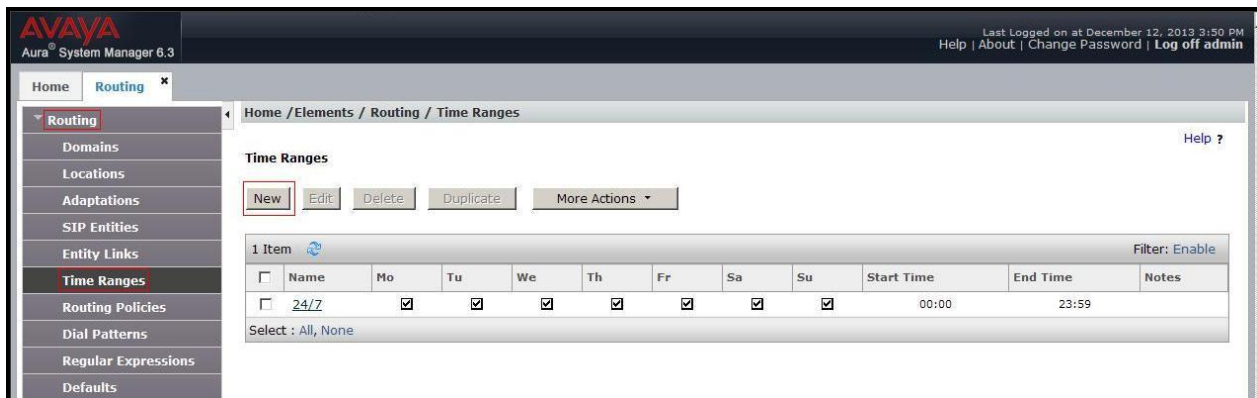 AVAYA
Aura® System Manager 6.3
Last Logged on at December 12, 2013 3:50 PM
Help | About | Change Password | Log off admin
Home Routing ×
Routing
Domains
Locations
Adaptations
SIP Entities
Entity Links
Time Ranges
Routing Policies
Dial Patterns
Regular Expressions
Defaults
Home /Elements / Routing / Time Ranges
Help ?
Time Ranges
New Edit Delete Duplicate More Actions
1 Item Filter: Enable
Name Mo Tu We Th Fr Sa Su Start Time End Time Notes
24/7 00:00 23:59
Select : All, None